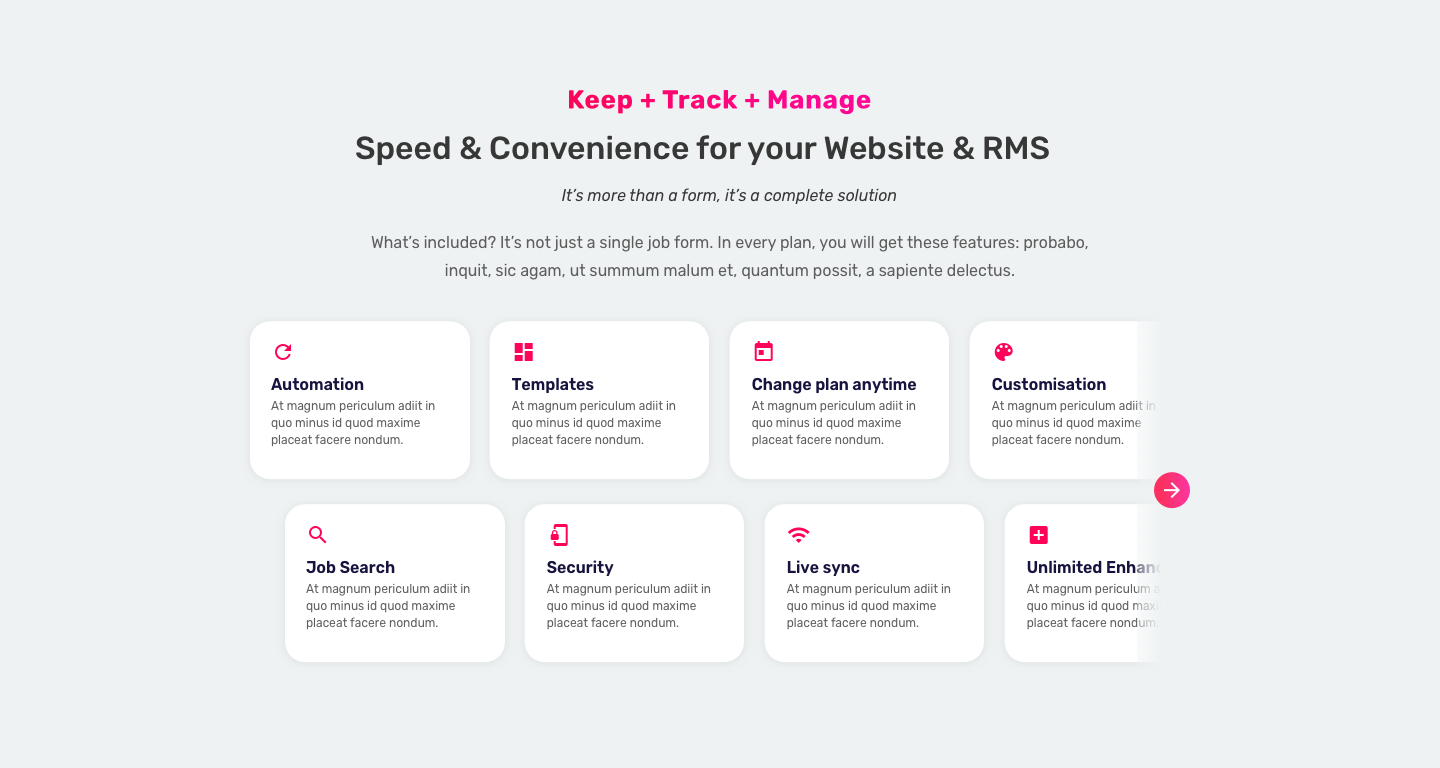 Keep + Track + Manage
Speed & Convenience for your Website & RMS
It’s more than a form, it’s a complete solution
What’s included? It’s not just a single job form. In every plan, you will get these features: probabo,
inquit, sic agam, ut summum malum et, quantum possit, a sapiente delectus.
Automation
At magnum periculum adiit in
quo minus id quod maxime
placeat facere nondum.
Templates
At magnum periculum adiit in
quo minus id quod maxime
placeat facere nondum.
Change plan anytime
At magnum periculum adiit in
quo minus id quod maxime
placeat facere nondum.
Customisation
At magnum periculum adiit in
quo minus id quod maxime
placeat facere nondum.
Job Search
At magnum periculum adiit in
quo minus id quod maxime
placeat facere nondum.
Security
At magnum periculum adiit in
quo minus id quod maxime
placeat facere nondum.
Live sync
At magnum periculum adiit in
quo minus id quod maxime
placeat facere nondum.
Unlimited
At magnum periculum
quo minus id quod
placeat facere nondum.